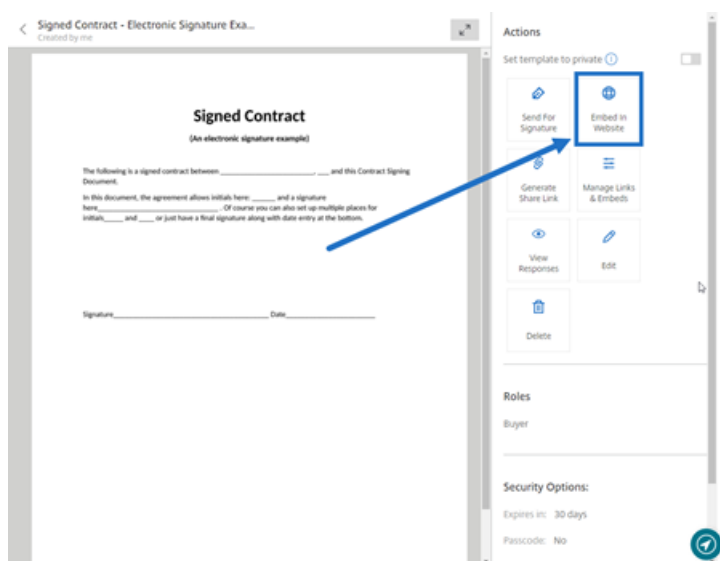 Signed Contract - Electronic Signature Exa...
Created by me
Signed Contract
(An electronic signature example)
The following is a signed contract between ________________________, ___ and this Contract Signing
Document.
In this document, the agreement allows initials here: ______ and a signature
here_______________________________. Of course you can also set up multiple places for
initials_____ and ____ or just have a final signature along with date entry at the bottom.
Signature________________________________________ Date_______________________
Actions
Set template to private
Send For
Signature
Embed In
Website
Generate
Share Link
Manage Links
& Embeds
View
Responses
Edit
Delete
Roles
Buyer
Security Options:
Expires in: 30 days
Passcode: No